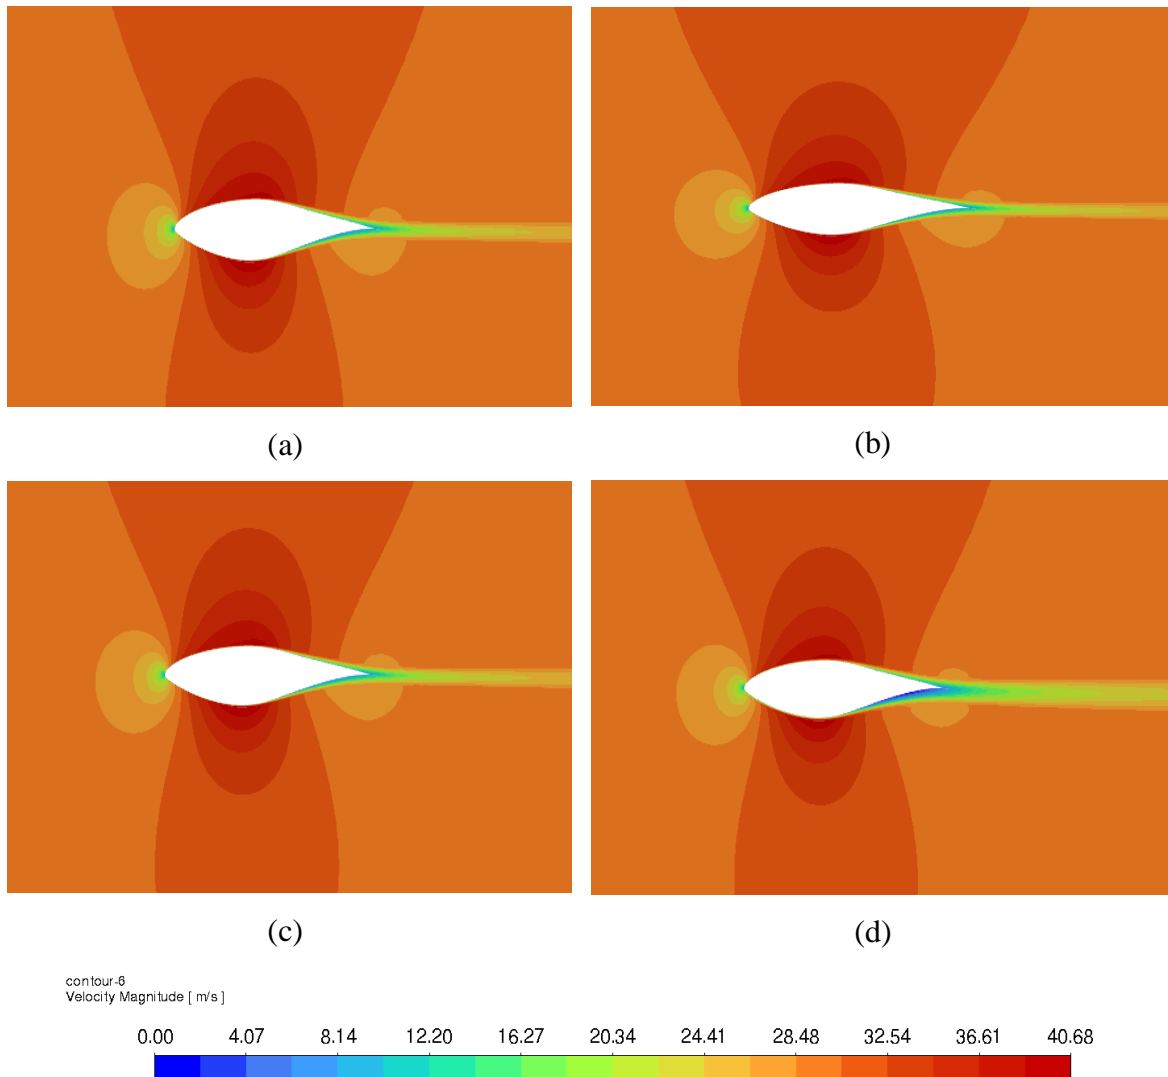 (a)
(b)
(c)
(d)
contour-6
Velocity Magnitude [ m/s ]
0.00 4.07 8.14 12.20 16.27 20.34 24.41 28.48 32.54 36.61 40.68